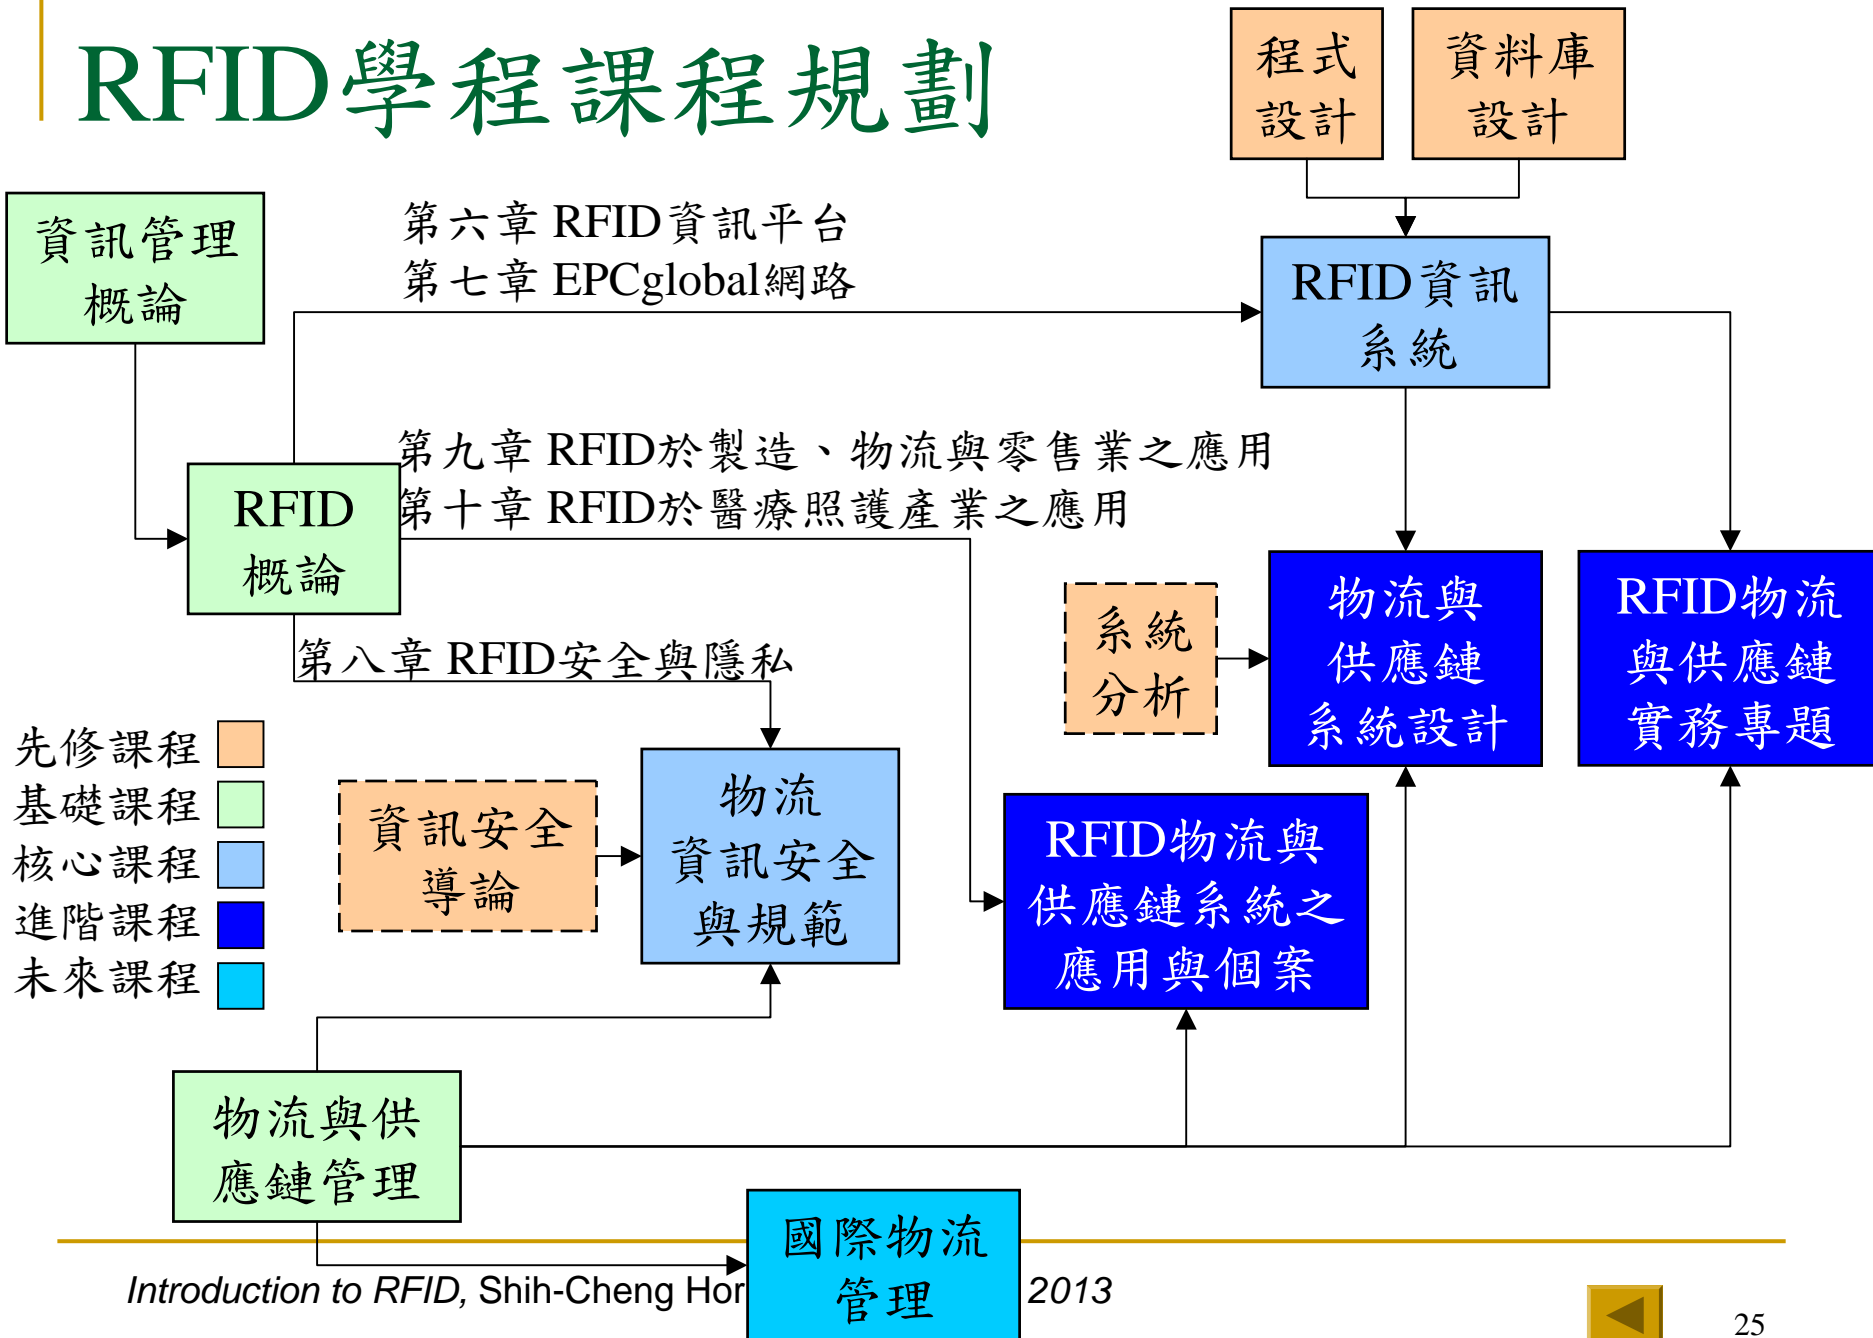 RFID學程課程規劃
程式
設計
資料庫
設計
資訊管理
概論
第六章 RFID資訊平台
第七章 EPCglobal網路
RFID資訊
系統
第九章 RFID於製造、物流與零售業之應用
第十章 RFID於醫療照護產業之應用
RFID
概論
系統
分析
物流與
供應鏈
系統設計
RFID物流
與供應鏈
實務專題
第八章 RFID安全與隱私
先修課程
基礎課程
核心課程
進階課程
未來課程
資訊安全
導論
物流
資訊安全
與規範
RFID物流與
供應鏈系統之
應用與個案
物流與供
應鏈管理
國際物流
管理
Introduction to RFID, Shih-Cheng Hor
2013
25